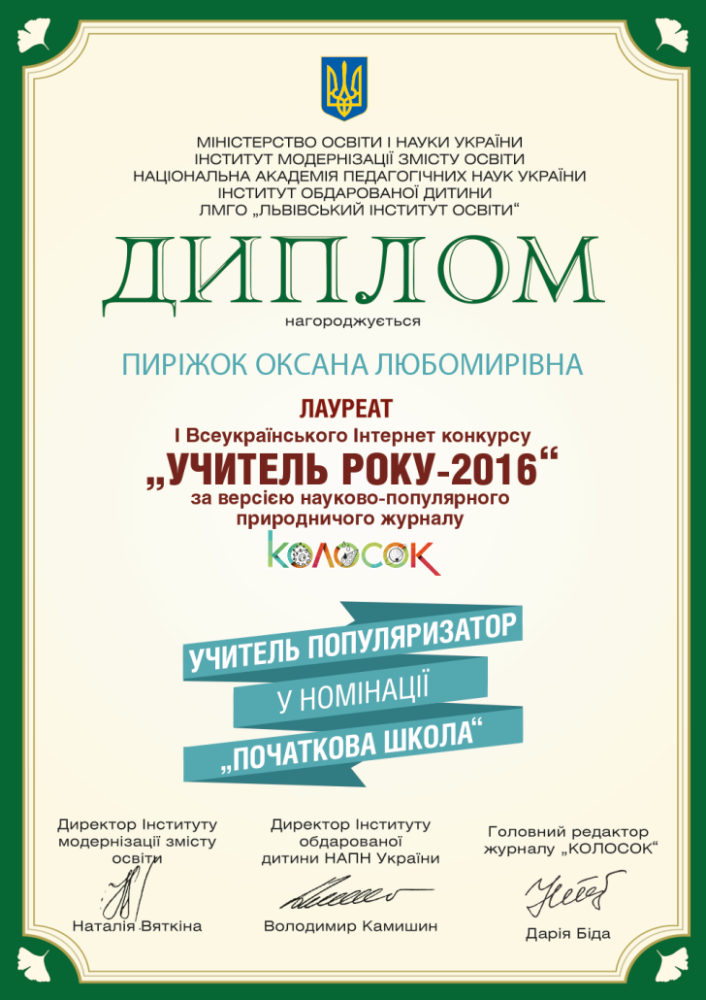 МІНІСТЕРСТВО ОСВІТИ І НАУКИ УКРАЇНИ
ІНСТИТУТ МОДЕРНІЗАЦІЇ ЗМІСТУ ОСВІТИ
НАЦІОНАЛЬНА АКАДЕМІЯ ПЕДАГОГІЧНИХ НАУК УКРАЇНИ
ІНСТИТУТ ОБДАРОВАНОЇ ДИТИНИ
ЛМГО „ЛЬВІВСЬКИЙ ІНСТИТУТ ОСВІТИ“
ДИПЛОМ
нагороджується
ПИРІЖОК ОКСАНА ЛЮБОМИРІВНА
ЛАУРЕАТ
І Всеукраїнського Інтернет конкурсу
„УЧИТЕЛЬ РОКУ-2016“
за версією науково-популярного
природничого журналу
КОЛОСОК
УЧИТЕЛЬ ПОПУЛЯРИЗАТОР
У НОМІНАЦІЇ
„ПОЧАТКОВА ШКОЛА“
Директор Інституту
модернізації змісту
освіти
Наталія Вяткіна
Директор Інституту
обдарованої
дитини НАПН України
Володимир Камишин
Головний редактор
журналу „КОЛОСОК“
Дарія Біда